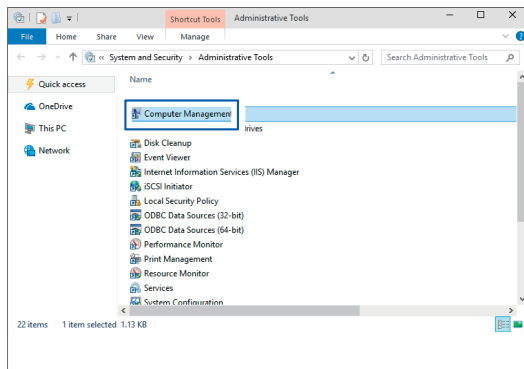 Shortcut Tools Administrative Tools
File Home Share View Manage
« System and Security > Administrative Tools Search Administrative Tools
Quick access
OneDrive
This PC
Network
Name
Computer Management
rives
Disk Cleanup
Event Viewer
Internet Information Services (IIS) Manager
iSCSI Initiator
Local Security Policy
ODBC Data Sources (32-bit)
ODBC Data Sources (64-bit)
Performance Monitor
Print Management
Resource Monitor
Services
System Configuration
22 items 1 item selected 1.13 KB